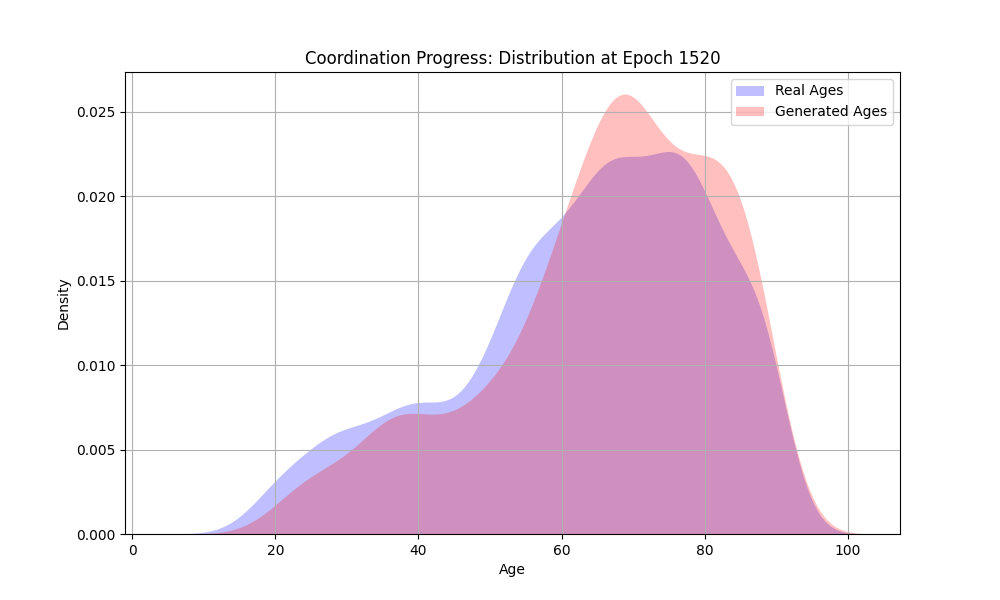 Coordination Progress: Distribution at Epoch 1520
Real Ages
Generated Ages
0.025
0.020
0.015
0.010
0.005
0.000
Density
0 20 40 60 80 100
Age